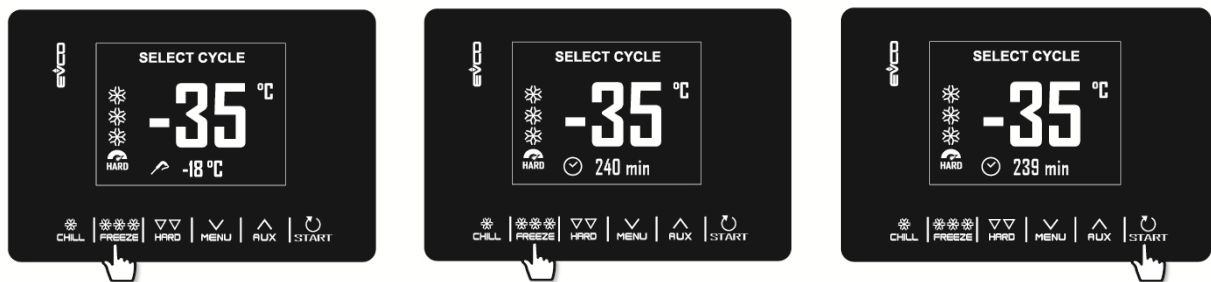 EVCO
SELECT CYCLE
-35 °C
HARD
-18 °C
CHILL FREEZE HARD MENU AUX START
EVCO
SELECT CYCLE
-35 °C
HARD
240 min
CHILL FREEZE HARD MENU AUX START
EVCO
SELECT CYCLE
-35 °C
HARD
239 min
CHILL FREEZE HARD MENU AUX START